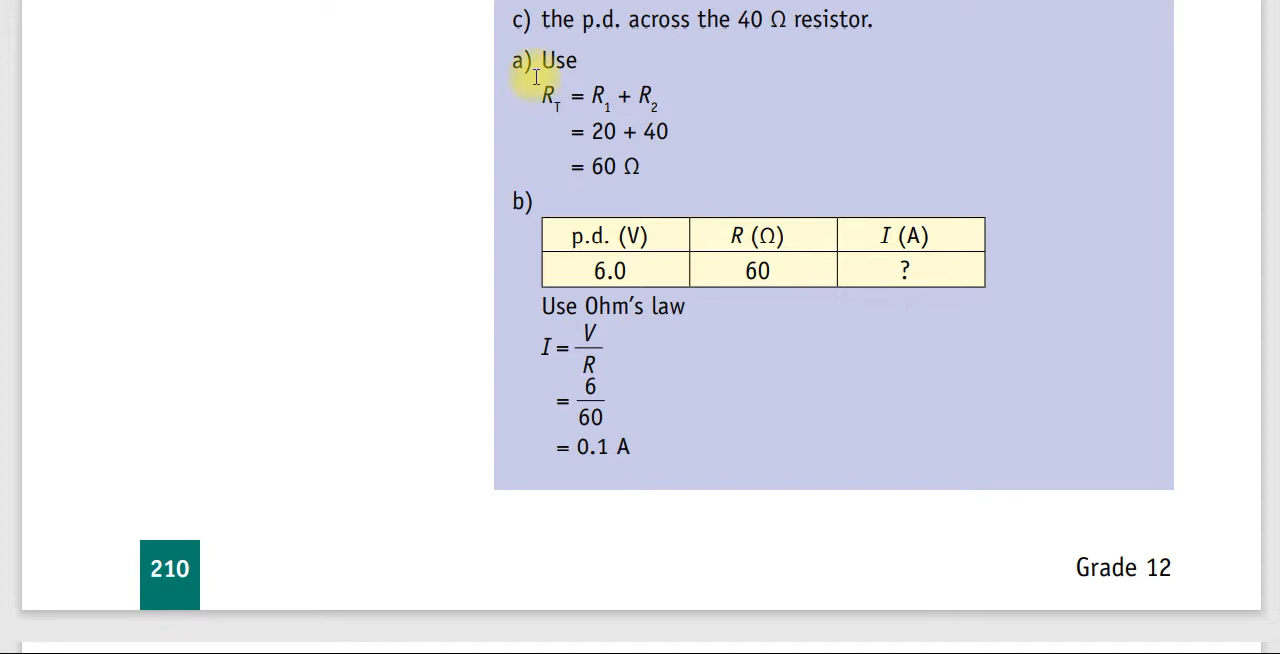 c) the p.d. across the 40 Ω resistor.
a) Use
R_T = R_1 + R_2
= 20 + 40
= 60 Ω
b)
p.d. (V) R (Ω) I (A)
6.0 60 ?
Use Ohm's law
I = V/R
= 6/60
= 0.1 A
210 Grade 12